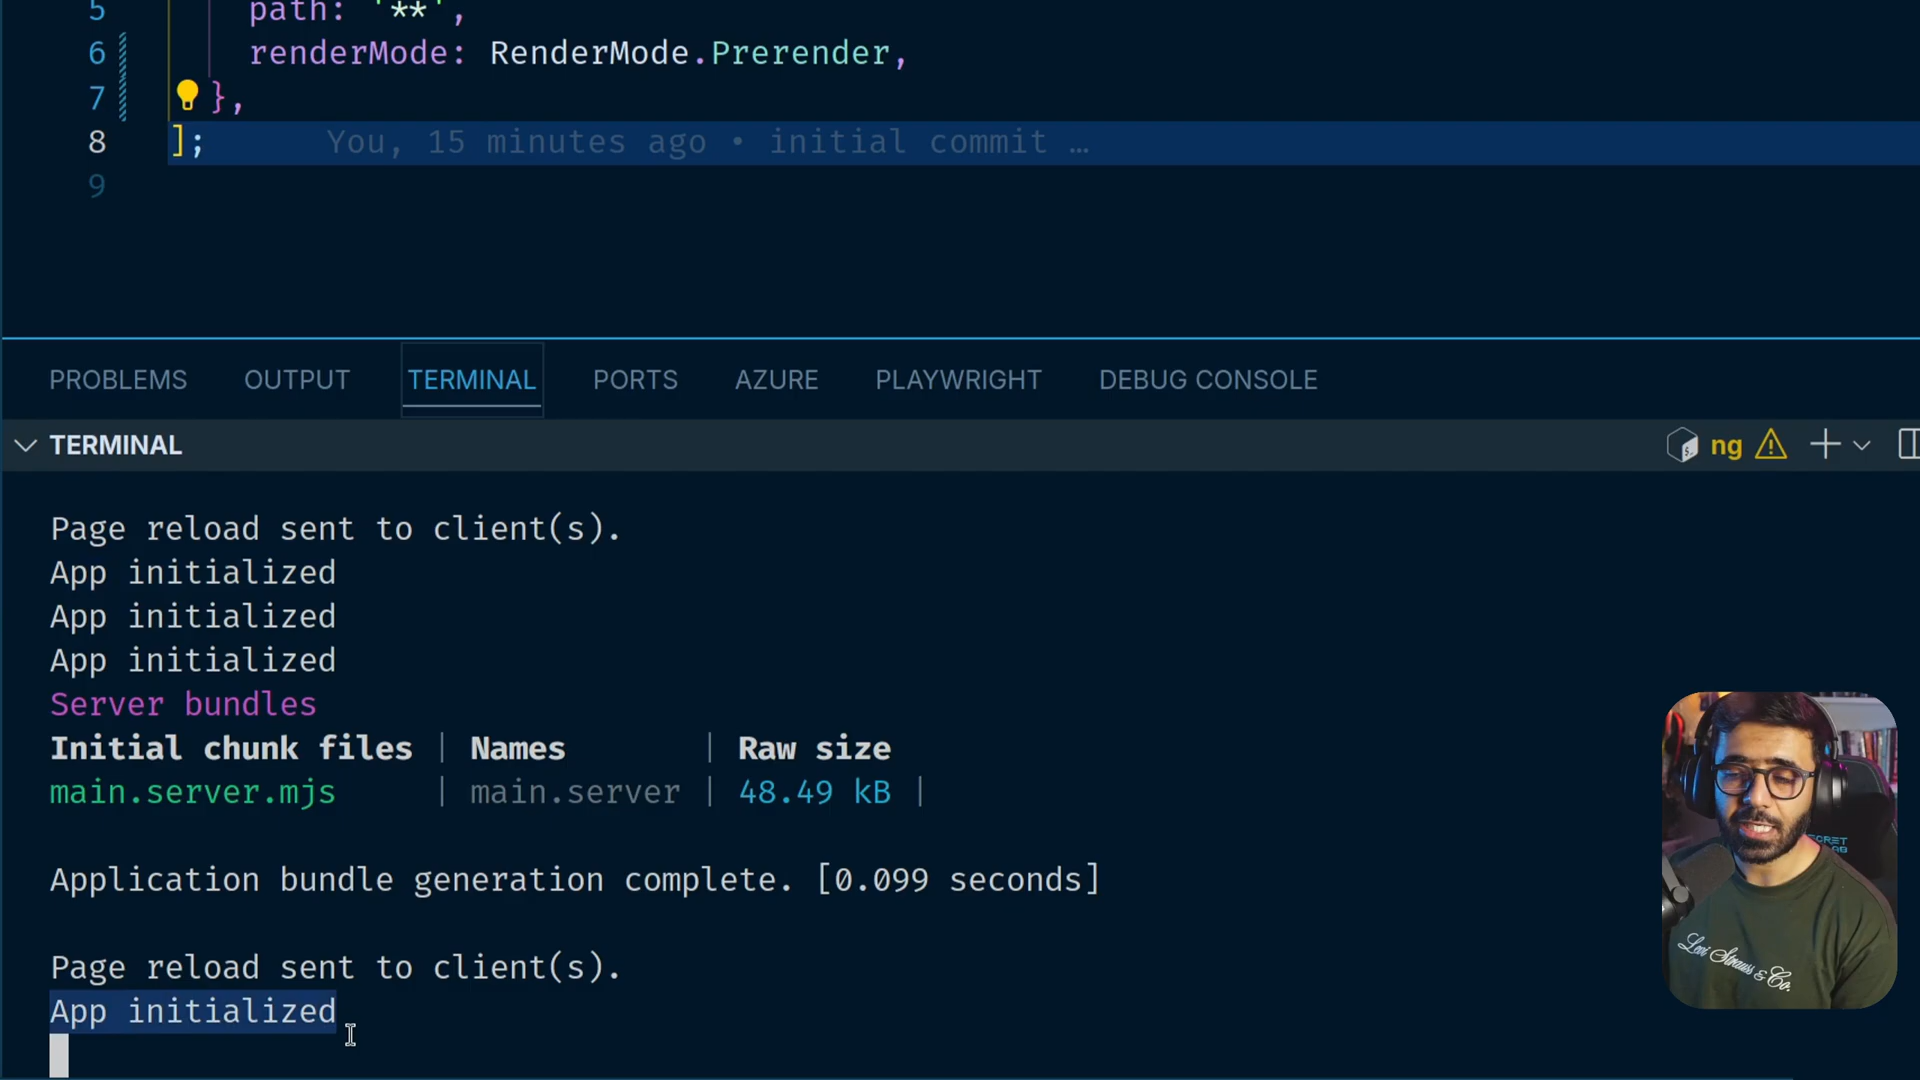 5 path: '**',
6 renderMode: RenderMode.Prerender,
7 },
8 ]; You, 15 minutes ago • initial commit …
9
PROBLEMS OUTPUT TERMINAL PORTS AZURE PLAYWRIGHT DEBUG CONSOLE
TERMINAL ng
Page reload sent to client(s).
App initialized
App initialized
App initialized
Server bundles
Initial chunk files | Names | Raw size
main.server.mjs | main.server | 48.49 kB |
Application bundle generation complete. [0.099 seconds]
Page reload sent to client(s).
App initialized
Levi Strauss & Co.